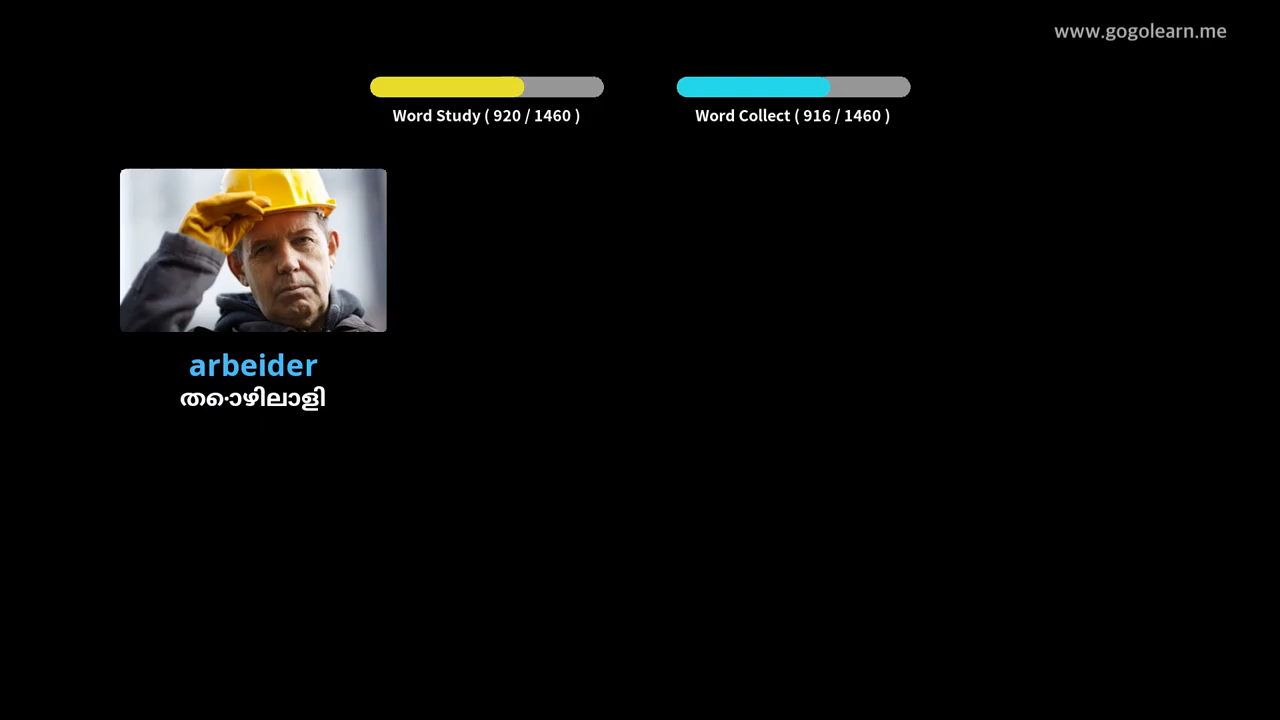 www.gogolearn.me
Word Study ( 920 / 1460 )
Word Collect ( 916 / 1460 )
arbeider
തൊഴിലാളി